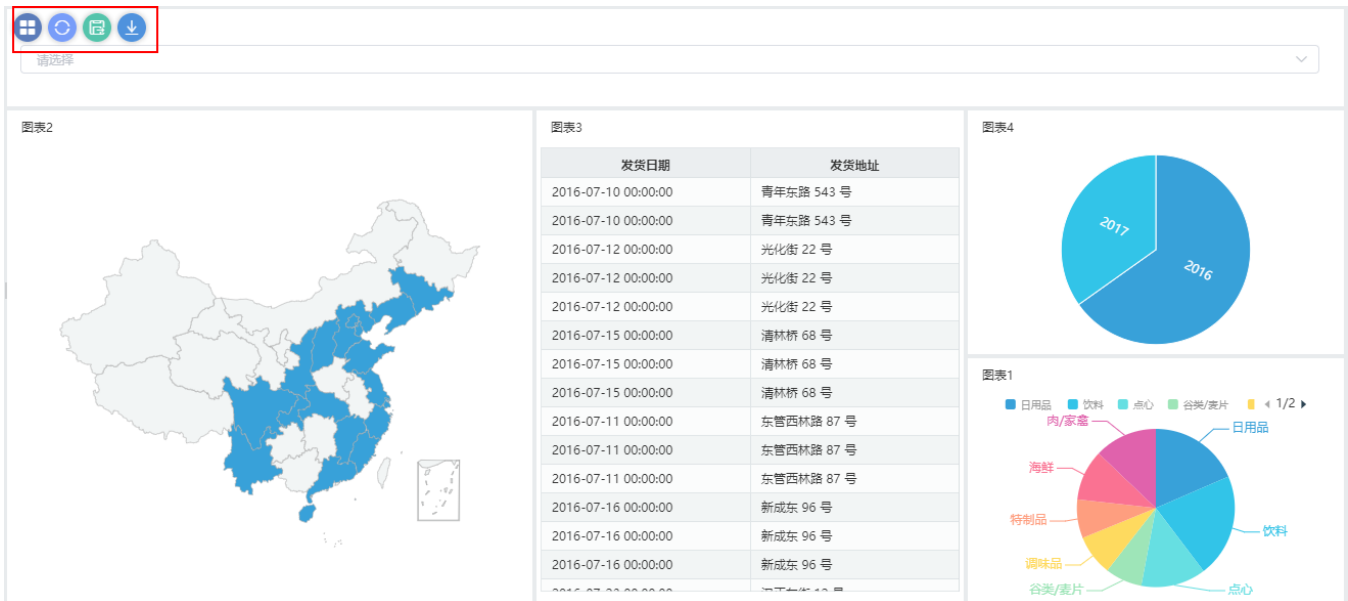 请选择
图表2
图表3
发货日期 发货地址
2016-07-10 00:00:00 青年东路 543 号
2016-07-10 00:00:00 青年东路 543 号
2016-07-12 00:00:00 光化街 22 号
2016-07-12 00:00:00 光化街 22 号
2016-07-12 00:00:00 光化街 22 号
2016-07-15 00:00:00 清林桥 68 号
2016-07-15 00:00:00 清林桥 68 号
2016-07-15 00:00:00 清林桥 68 号
2016-07-11 00:00:00 东管西林路 87 号
2016-07-11 00:00:00 东管西林路 87 号
2016-07-11 00:00:00 东管西林路 87 号
2016-07-16 00:00:00 新成东 96 号
2016-07-16 00:00:00 新成东 96 号
2016-07-16 00:00:00 新成东 96 号
图表4
2017
2016
图表1
日用品 饮料 点心 谷类/麦片 1/2
肉/家禽
日用品
海鲜
特制品
饮料
调味品
谷类/麦片
点心